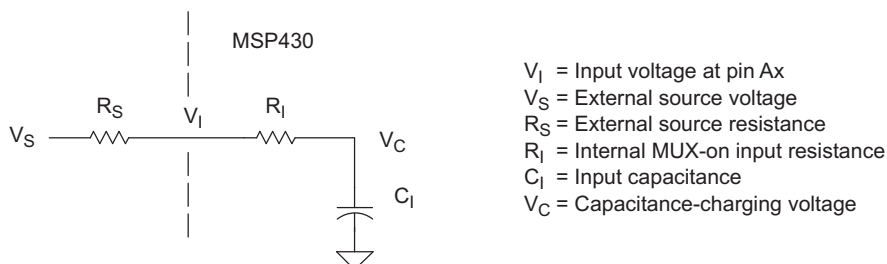 MSP430
R_S
V_I
R_I
V_S
V_C
C_I
V_I = Input voltage at pin Ax
V_S = External source voltage
R_S = External source resistance
R_I = Internal MUX-on input resistance
C_I = Input capacitance
V_C = Capacitance-charging voltage